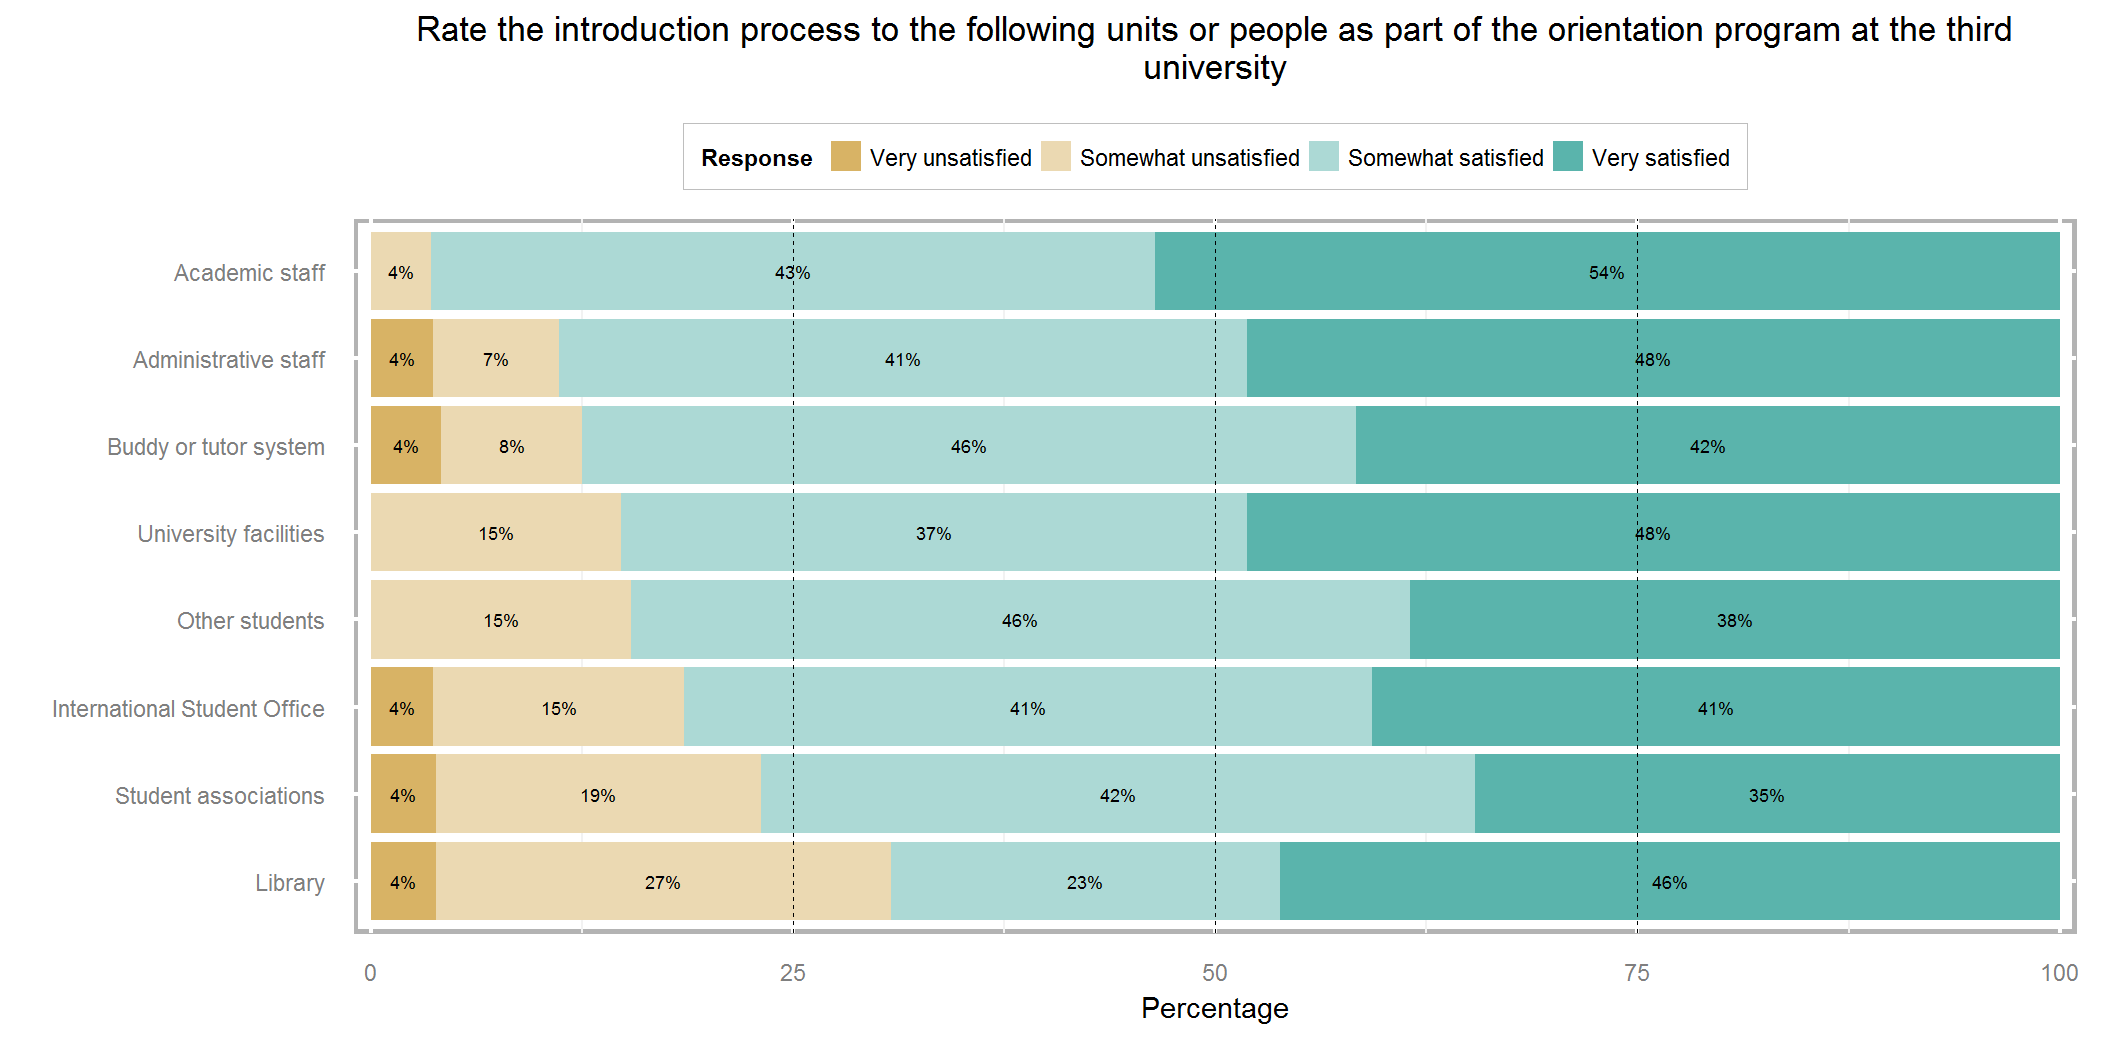 Rate the introduction process to the following units or people as part of the orientation program at the third
university
Response Very unsatisfied Somewhat unsatisfied Somewhat satisfied Very satisfied
Academic staff 4% 43% 54%
Administrative staff 4% 7% 41% 48%
Buddy or tutor system 4% 8% 46% 42%
University facilities 15% 37% 48%
Other students 15% 46% 38%
International Student Office 4% 15% 41% 41%
Student associations 4% 19% 42% 35%
Library 4% 27% 23% 46%
0 25 50 75 100
Percentage